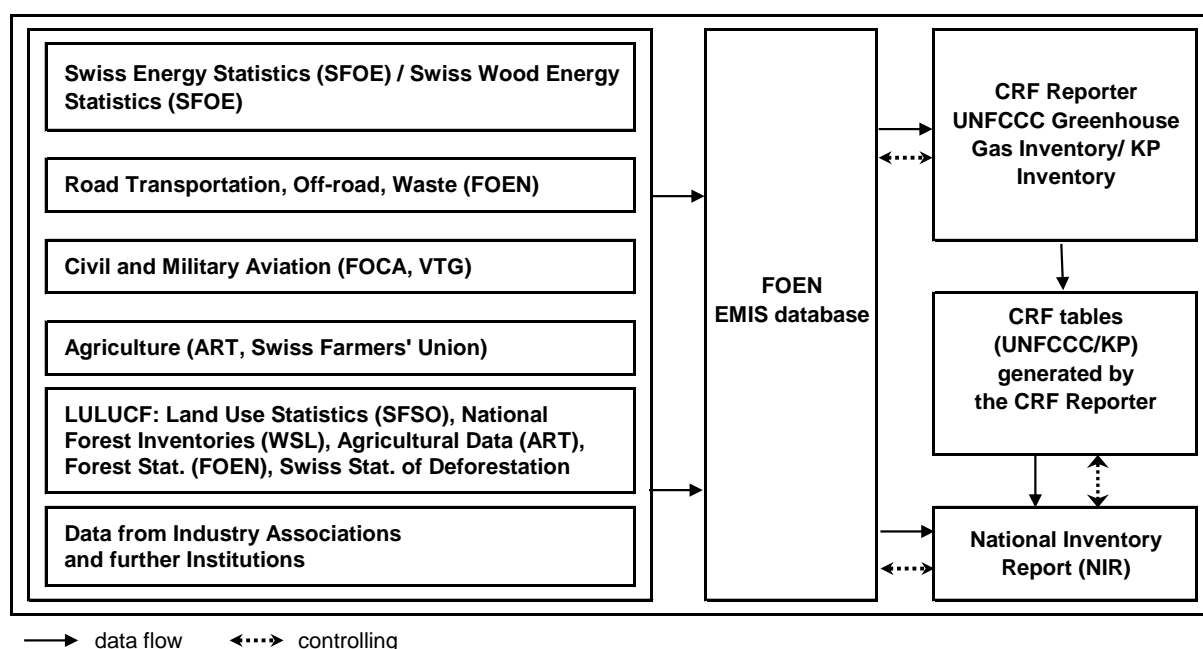 Swiss Energy Statistics (SFOE) / Swiss Wood Energy
Statistics (SFOE)
Road Transportation, Off-road, Waste (FOEN)
Civil and Military Aviation (FOCA, VTG)
Agriculture (ART, Swiss Farmers' Union)
LULUCF: Land Use Statistics (SFSO), National
Forest Inventories (WSL), Agricultural Data (ART),
Forest Stat. (FOEN), Swiss Stat. of Deforestation
Data from Industry Associations
and further Institutions
FOEN
EMIS database
CRF Reporter
UNFCCC Greenhouse
Gas Inventory/ KP
Inventory
CRF tables
(UNFCCC/KP)
generated by
the CRF Reporter
National Inventory
Report (NIR)
data flow
controlling